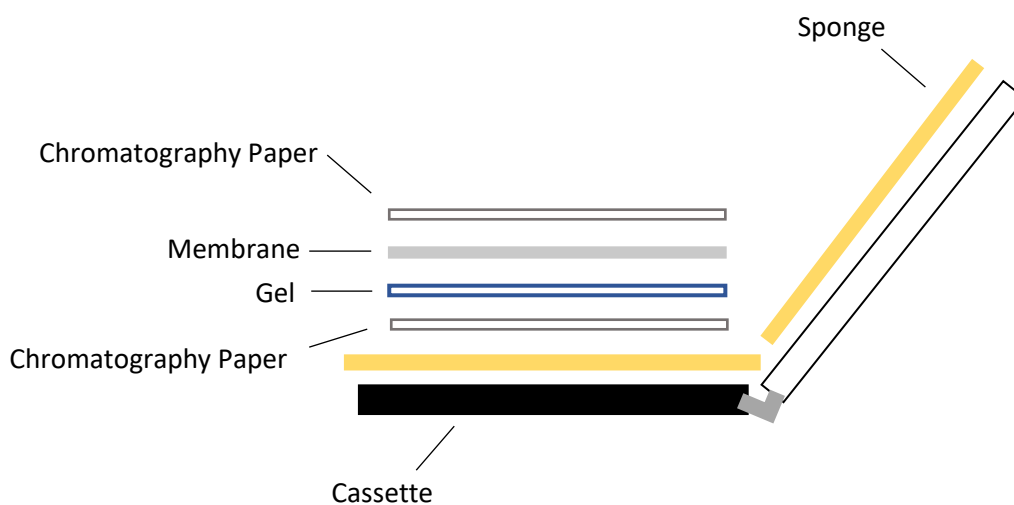 Sponge
Chromatography Paper
Membrane
Gel
Chromatography Paper
Cassette